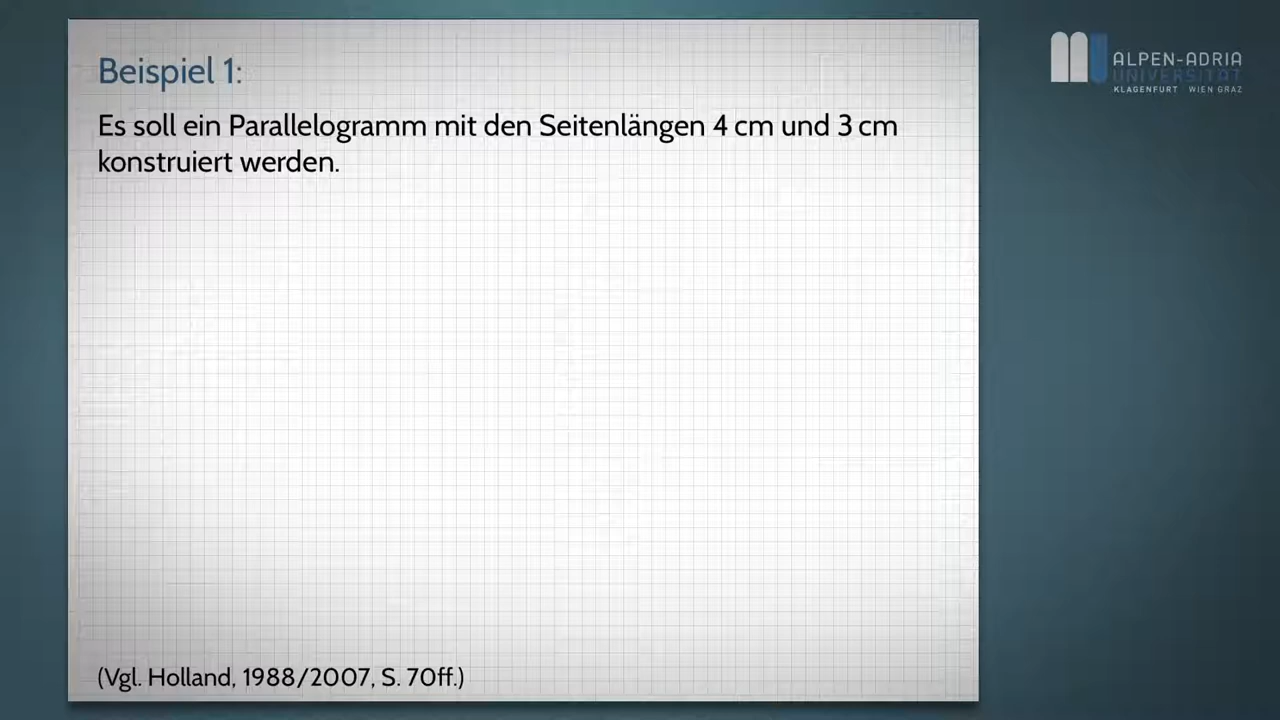 Beispiel 1:
Es soll ein Parallelogramm mit den Seitenlängen 4 cm und 3 cm
konstruiert werden.
(Vgl. Holland, 1988/2007, S. 70ff.)
ALPEN-ADRIA
UNIVERSITÄT
KLAGENFURT WIEN GRAZ